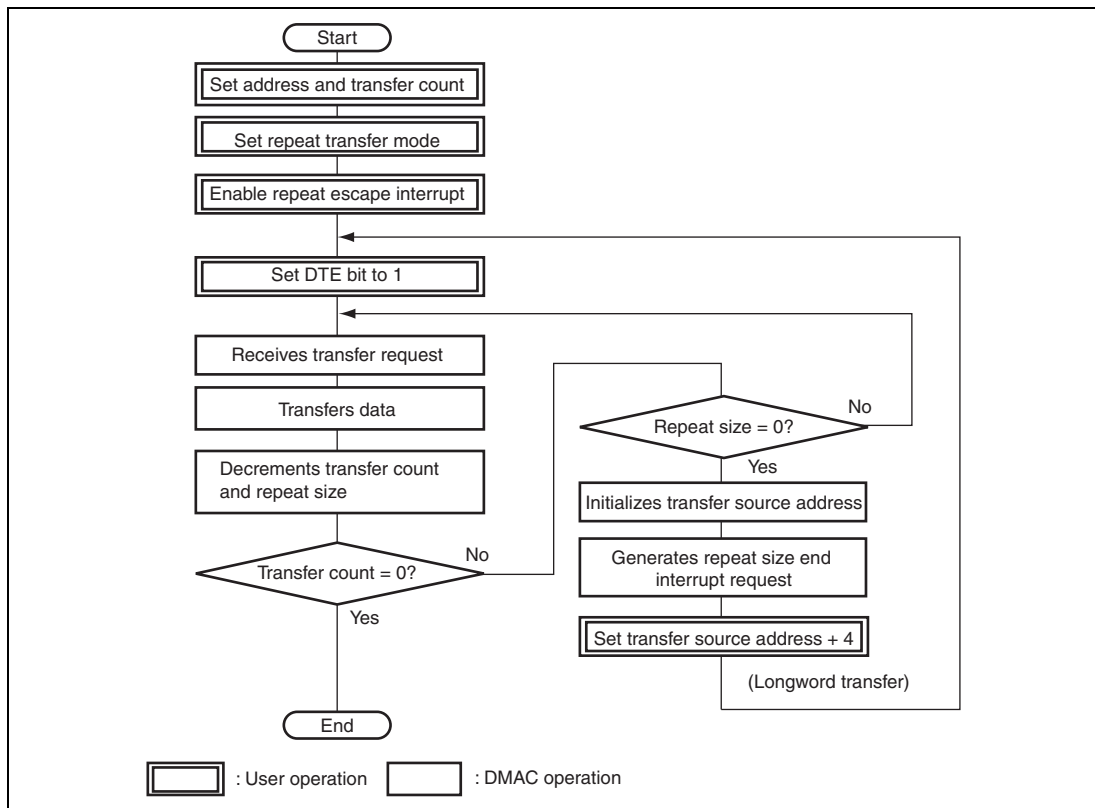 Start
Set address and transfer count
Set repeat transfer mode
Enable repeat escape interrupt
Set DTE bit to 1
Receives transfer request
Transfers data
Decrements transfer count
and repeat size
Transfer count = 0?
No
Yes
End
Repeat size = 0?
No
Yes
Initializes transfer source address
Generates repeat size end
interrupt request
Set transfer source address + 4
(Longword transfer)
: User operation
: DMAC operation